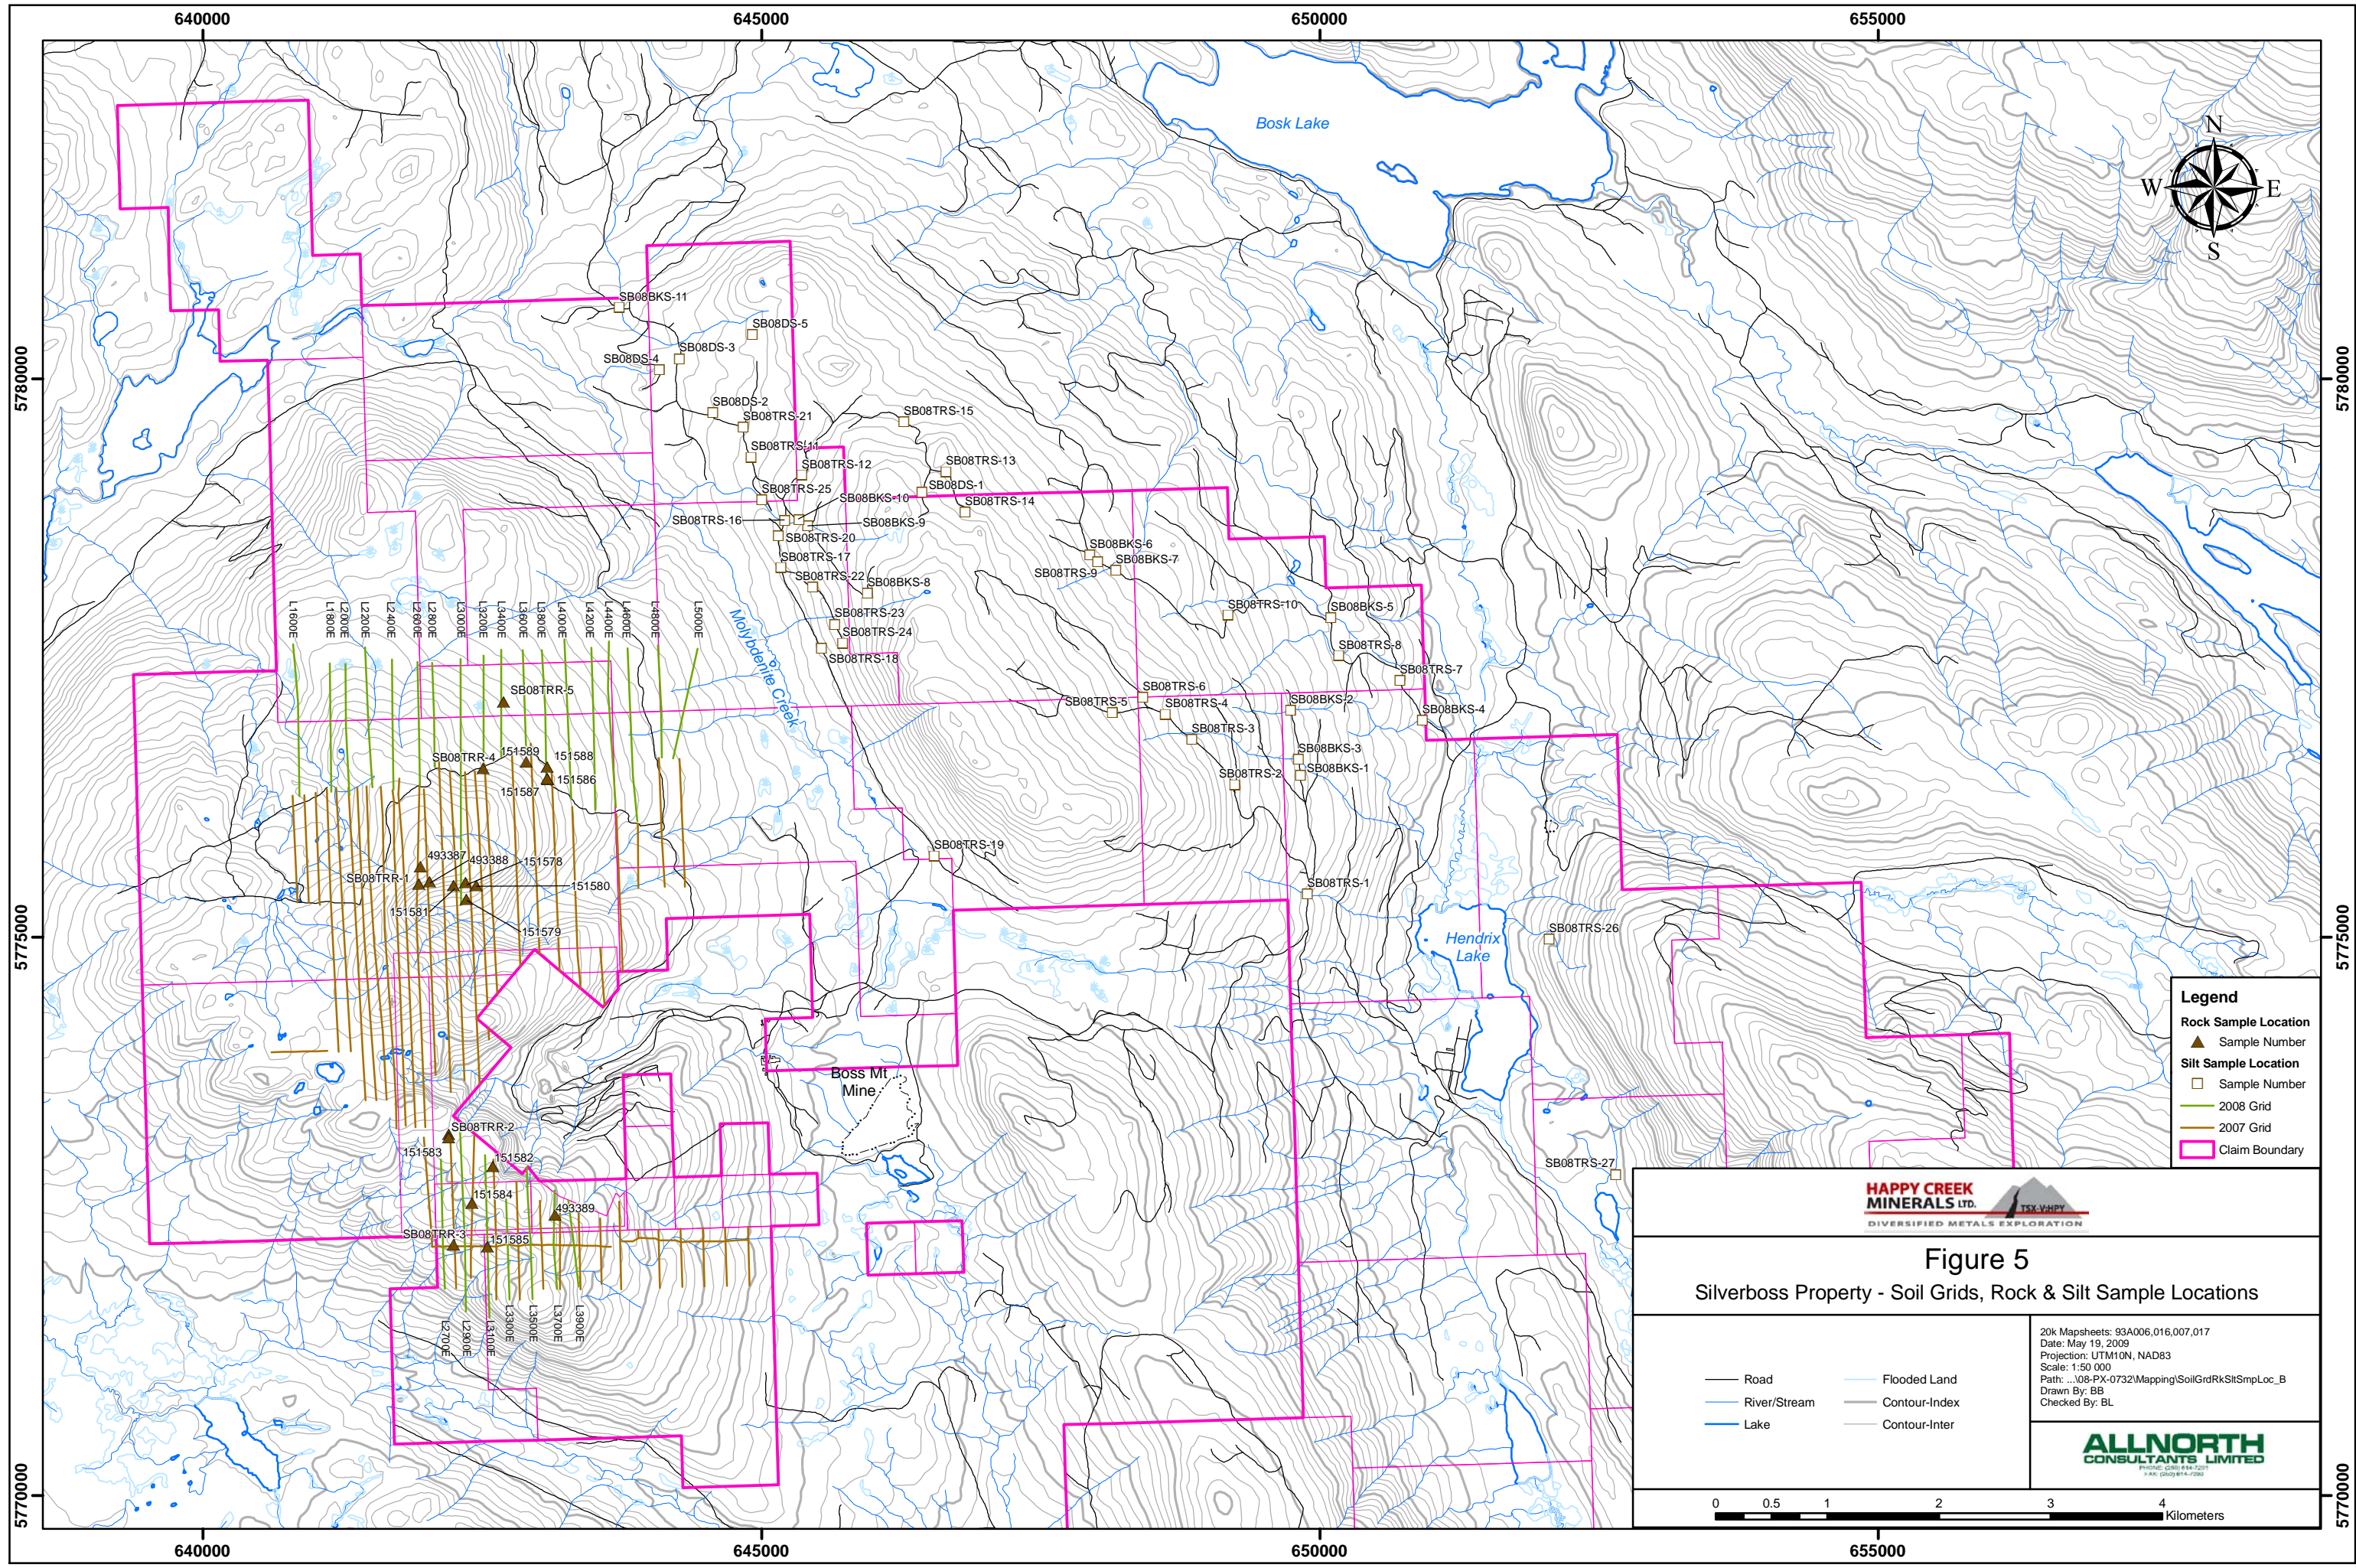 640000
645000
650000
655000
Bosk Lake
N
W
E
S
5780000
5780000
SB08BKS-11
SB08DS-5
SB08DS-3
SB08DS-4
SB08DS-2
SB08TRS-21
SB08TRS-15
SB08TRS-11
SB08TRS-12
SB08TRS-13
SB08DS-1
SB08TRS-25
SB08BKS-10
SB08TRS-14
SB08TRS-16
SB08BKS-9
SB08TRS-20
SB08TRS-17
SB08BKS-6
SB08BKS-7
SB08TRS-9
SB08TRS-22
SB08BKS-8
SB08TRS-23
SB08TRS-24
SB08TRS-18
SB08TRS-10
SB08BKS-5
SB08TRS-8
SB08TRS-7
L1600E
L1800E
L2000E
L2200E
L2400E
L2600E
L2800E
L3000E
L3200E
L3400E
L3600E
L3800E
L4000E
L4200E
L4400E
L4600E
L4800E
L5000E
Molybdenite Creek
SB08TRR-5
SB08TRS-6
SB08TRS-5
SB08TRS-4
SB08TRS-3
SB08BKS-2
SB08BKS-4
SB08BKS-3
SB08BKS-1
SB08TRS-2
SB08TRR-4
151589
151588
151586
151587
493387
493388
151578
SB08TRR-1
151580
151581
151579
SB08TRS-19
SB08TRS-1
SB08TRS-26
Hendrix
Lake
5775000
5775000
Boss Mt
Mine
SB08TRR-2
151583
151582
151584
493389
SB08TRR-3
151585
SB08TRS-27
L2700E
L2900E
L3100E
L3300E
L3500E
L3700E
L3900E
Legend
Rock Sample Location
Sample Number
Silt Sample Location
Sample Number
2008 Grid
2007 Grid
Claim Boundary
HAPPY CREEK
MINERALS LTD.
TSX-V:HPY
DIVERSIFIED METALS EXPLORATION
Figure 5
Silverboss Property - Soil Grids, Rock & Silt Sample Locations
Road
River/Stream
Lake
Flooded Land
Contour-Index
Contour-Inter
20k Mapsheets: 93A006,016,007,017
Date: May 19, 2009
Projection: UTM10N, NAD83
Scale: 1:50 000
Path: ...\08-PX-0732\Mapping\SoilGrdRkSltSmpLoc_B
Drawn By: BB
Checked By: BL
ALLNORTH
CONSULTANTS LIMITED
0 0.5 1 2 3 4
Kilometers
5770000
5770000
640000
645000
650000
655000